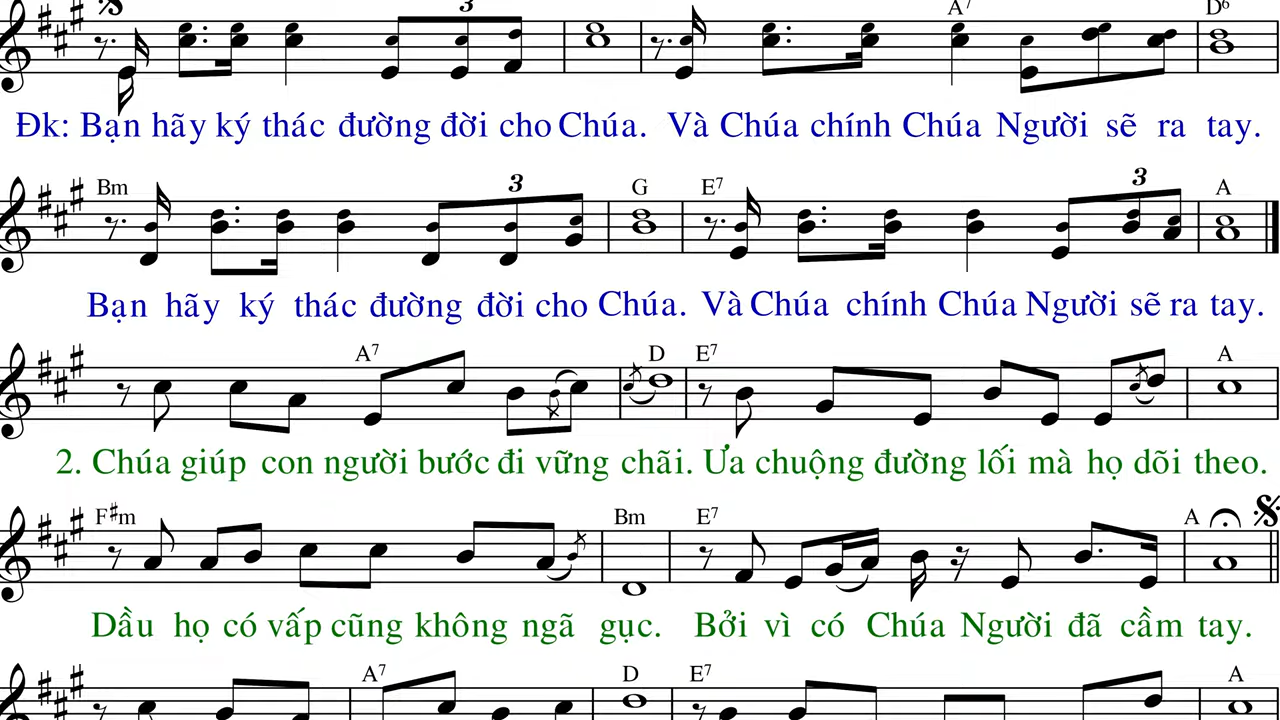 3
A7
D6
Đk: Bạn hãy ký thác đường đời cho Chúa. Và Chúa chính Chúa Người sẽ ra tay.
Bm
3
G
E7
3
A
Bạn hãy ký thác đường đời cho Chúa. Và Chúa chính Chúa Người sẽ ra tay.
A7
D
E7
A
2. Chúa giúp con người bước đi vững chãi. Ưa chuộng đường lối mà họ dõi theo.
F#m
Bm
E7
A
Dầu họ có vấp cũng không ngã gục. Bởi vì có Chúa Người đã cầm tay.
A7
D
E7
A